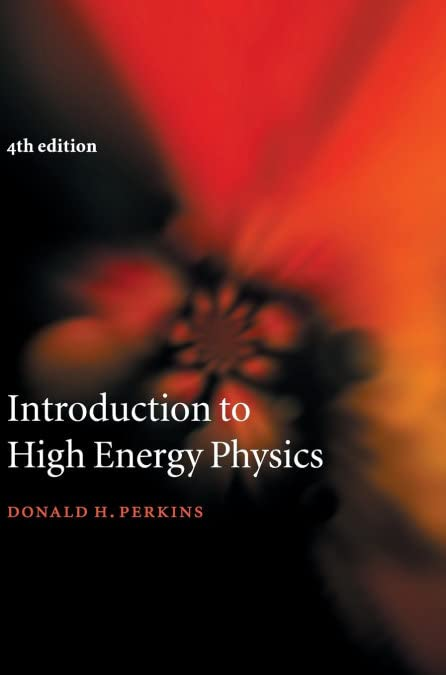 4th edition
Introduction to
High Energy Physics
DONALD H. PERKINS